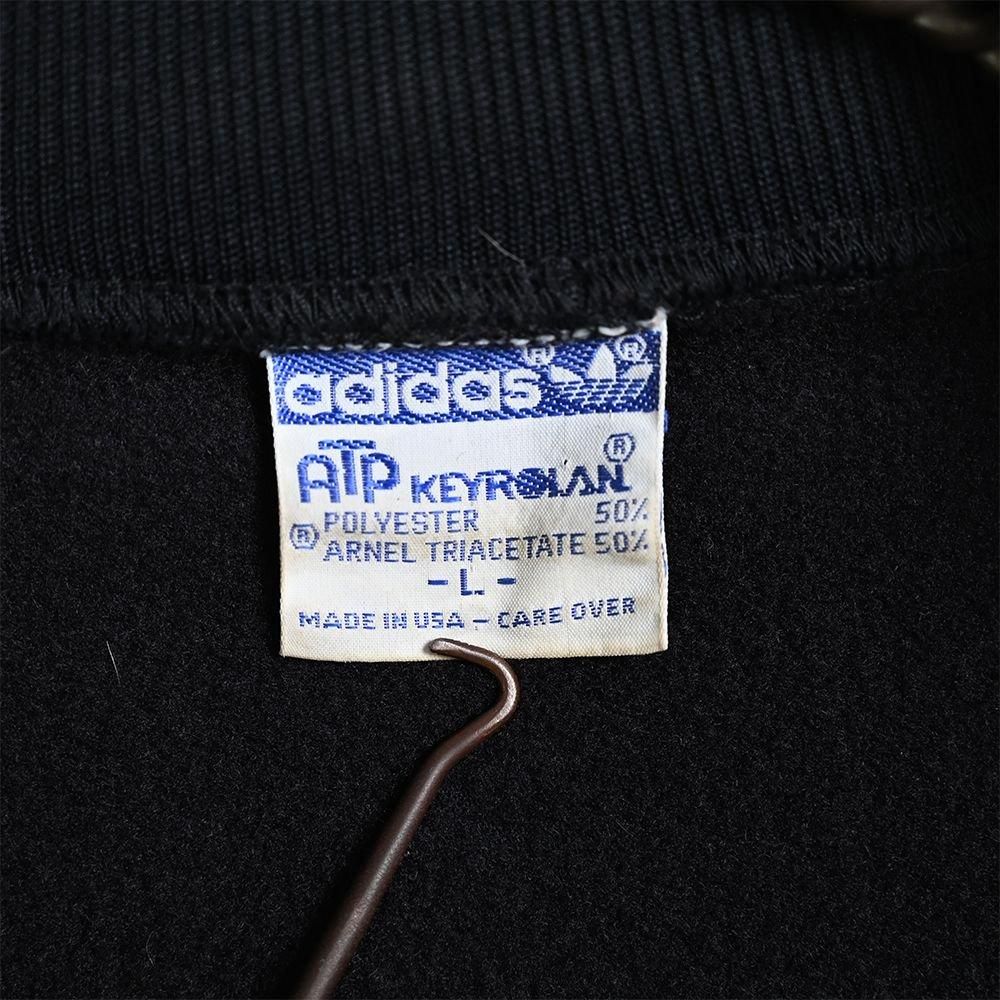 adidas® ®
ATP KEYROLAN®
POLYESTER 50%
® ARNEL TRIACETATE 50%
- L -
MADE IN USA - CARE OVER